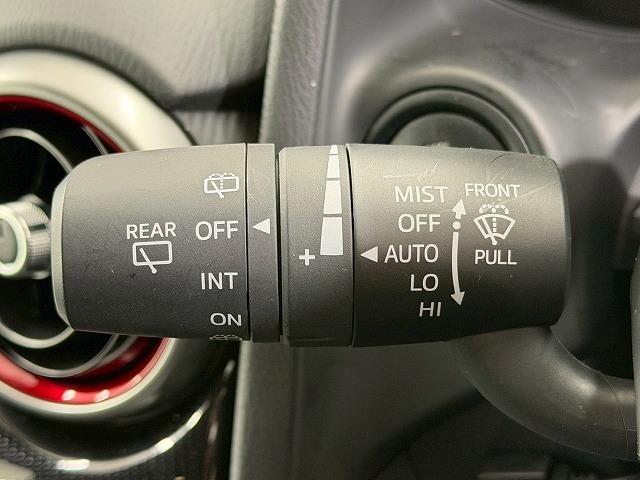 REAR
OFF
INT
ON
+
MIST
OFF
AUTO
LO
HI
FRONT
PULL